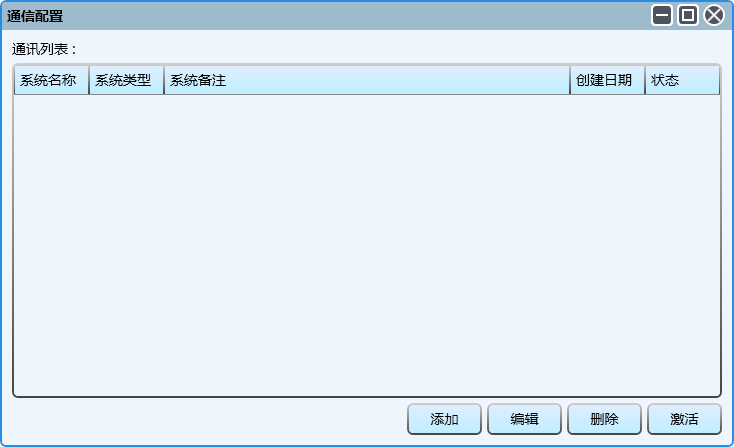 通信配置
通讯列表：
系统名称 系统类型 系统备注 创建日期 状态
添加 编辑 删除 激活